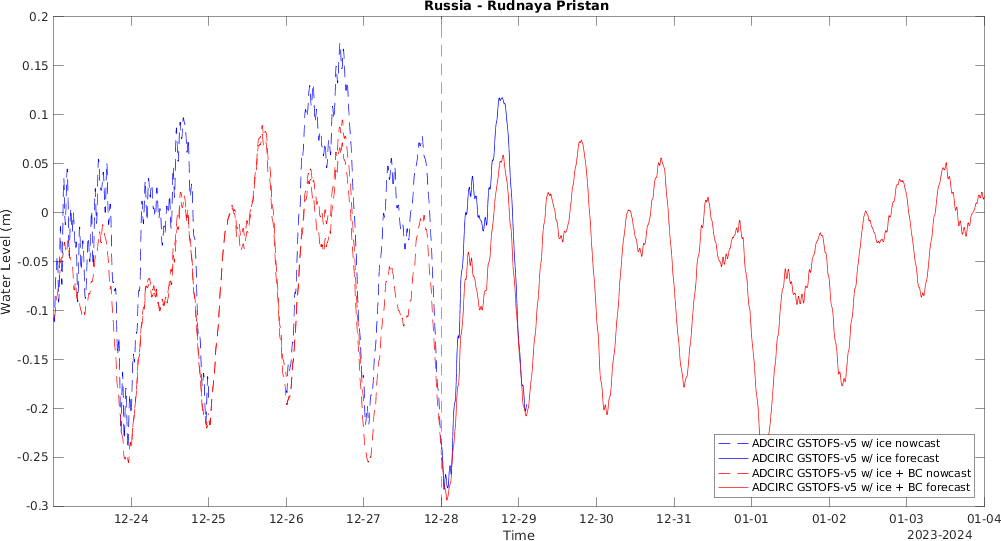 Russia - Rudnaya Pristan
0.2
0.15
0.1
0.05
0
-0.05
-0.1
-0.15
-0.2
-0.25
-0.3
Water Level (m)
ADCIRC GSTOFS-v5 w/ ice nowcast
ADCIRC GSTOFS-v5 w/ ice forecast
ADCIRC GSTOFS-v5 w/ ice + BC nowcast
ADCIRC GSTOFS-v5 w/ ice + BC forecast
12-24 12-25 12-26 12-27 12-28 12-29 12-30 12-31 01-01 01-02 01-03 01-04
Time
2023-2024